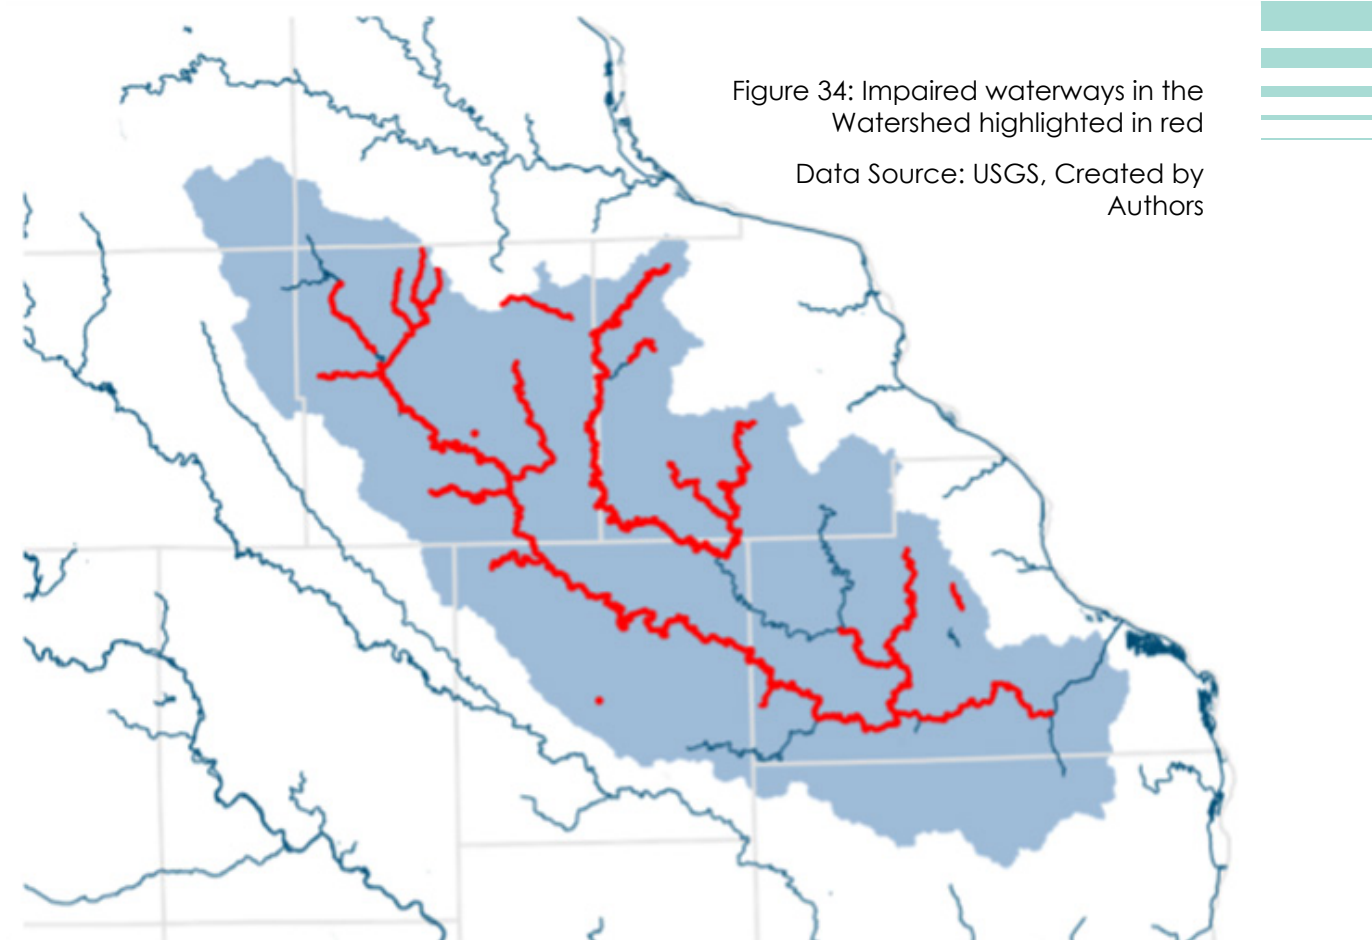 Figure 34: Impaired waterways in the
Watershed highlighted in red
Data Source: USGS, Created by
Authors